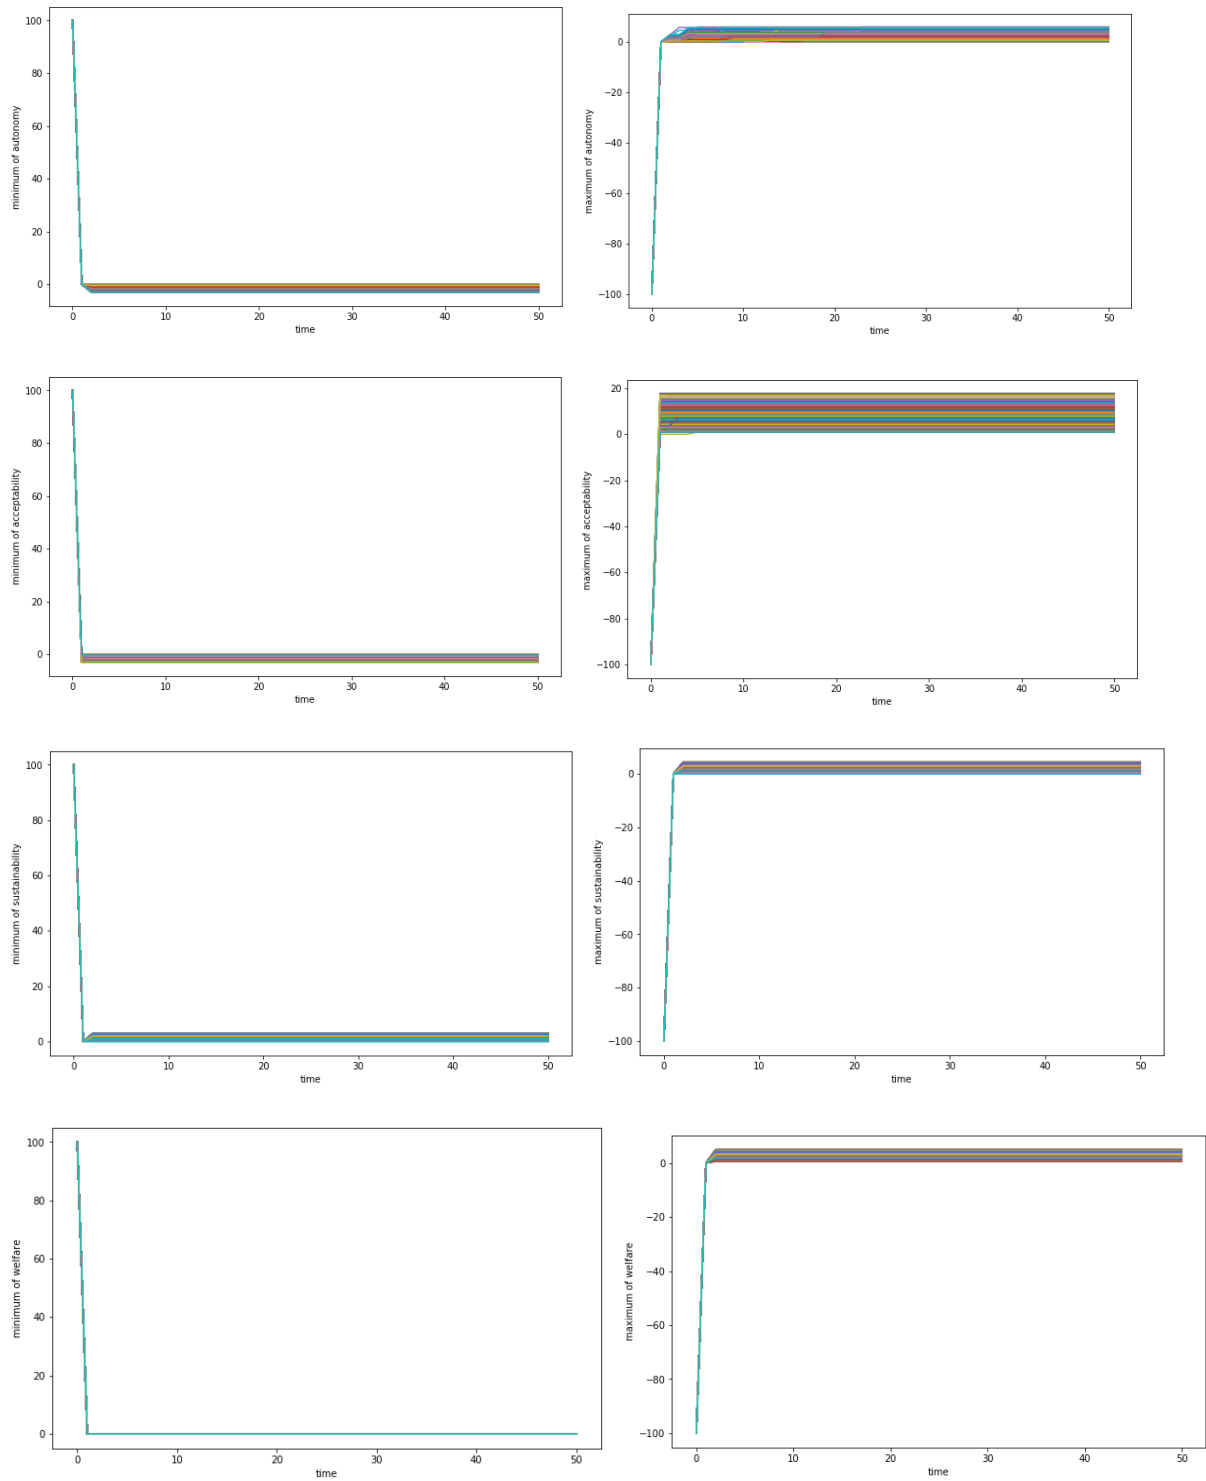 100
80
60
40
20
0
minimum of autonomy
0 10 20 30 40 50
time
0
−20
−40
−60
−80
−100
maximum of autonomy
0 10 20 30 40 50
time
100
80
60
40
20
0
minimum of acceptability
0 10 20 30 40 50
time
20
0
−20
−40
−60
−80
−100
maximum of acceptability
0 10 20 30 40 50
time
100
80
60
40
20
0
minimum of sustainability
0 10 20 30 40 50
time
0
−20
−40
−60
−80
−100
maximum of sustainability
0 10 20 30 40 50
time
100
80
60
40
20
0
minimum of welfare
0 10 20 30 40 50
time
0
−20
−40
−60
−80
−100
maximum of welfare
0 10 20 30 40 50
time